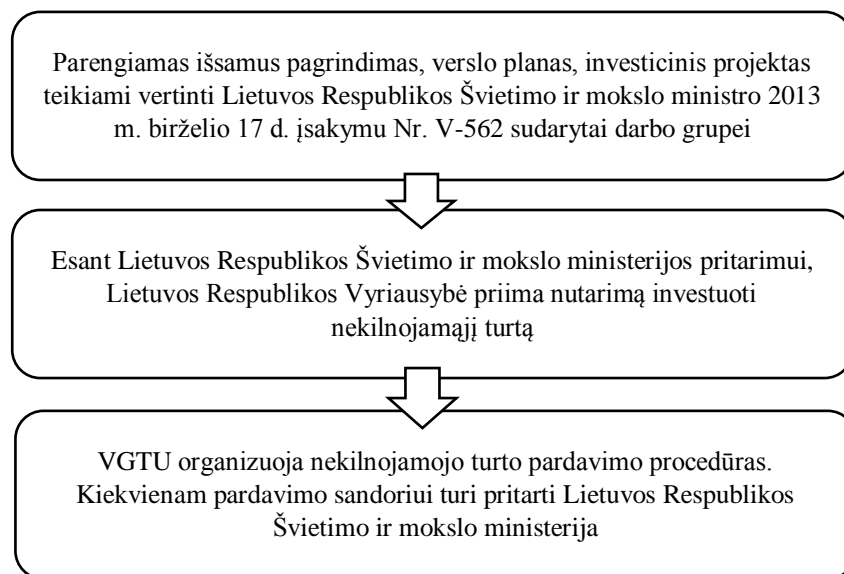 Parengiamas išsamus pagrindimas, verslo planas, investicinis projektas
teikiami vertinti Lietuvos Respublikos Švietimo ir mokslo ministro 2013
m. birželio 17 d. įsakymu Nr. V-562 sudarytai darbo grupei
Esant Lietuvos Respublikos Švietimo ir mokslo ministerijos pritarimui,
Lietuvos Respublikos Vyriausybė priima nutarimą investuoti
nekilnojamąjį turtą
VGTU organizuoja nekilnojamojo turto pardavimo procedūras.
Kiekvienam pardavimo sandoriui turi pritarti Lietuvos Respublikos
Švietimo ir mokslo ministerija